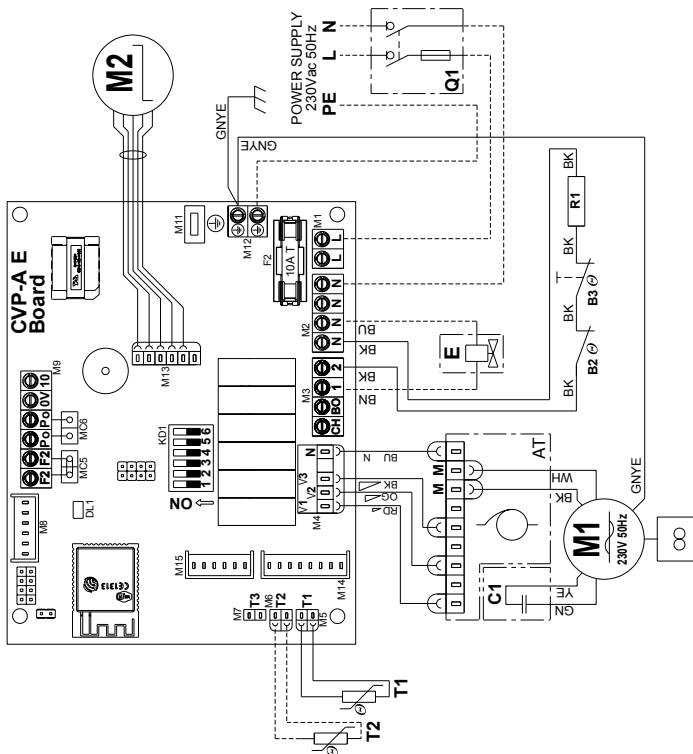 M2
GNYE
GNYE
POWER SUPPLY
230Vac 50Hz
PE L N
Q1
CVP-A E
Board
M11
M12
F2
10A T
M1
L L
M2
N N N N
M3
2 1 BO CH
M9
F2 F2 Po Po 0V 10
MC5
MC6
M13
KD1
1 2 3 4 5 6
ON
M8
DL1
CE1313
M15
M14
M4
V1 V2 V3 N
M7
T3
M6
T2
T1
M5
T1
T2
RD OG BK BU N
BN BK BK BU
E
BK BK BK BK
B2 B3 R1
AT
M M
C1
YE
GN
BK WH
GNYE
M1
230V 50Hz